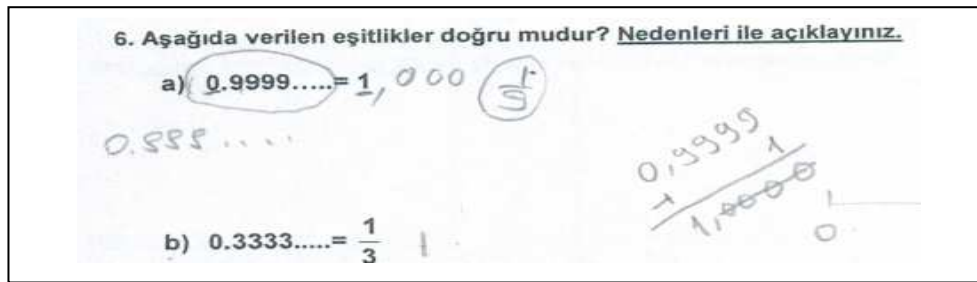 6. Aşağıda verilen eşitlikler doğru mudur? Nedenleri ile açıklayınız.
a) 0.9999.....= 1,000
0.999....
0,9999
+ 1
1,0000
0
b) 0.3333.....= 1/3